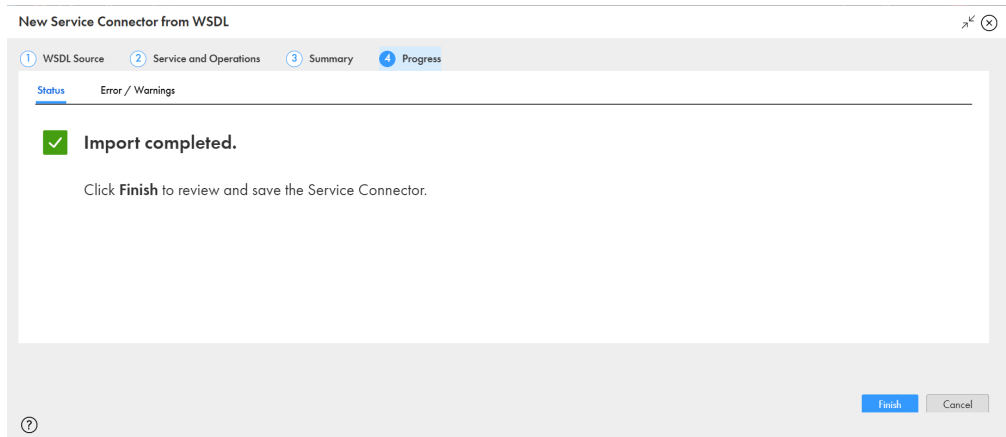 New Service Connector from WSDL
1 WSDL Source 2 Service and Operations 3 Summary 4 Progress
Status Error / Warnings
Import completed.
Click Finish to review and save the Service Connector.
Finish Cancel
?